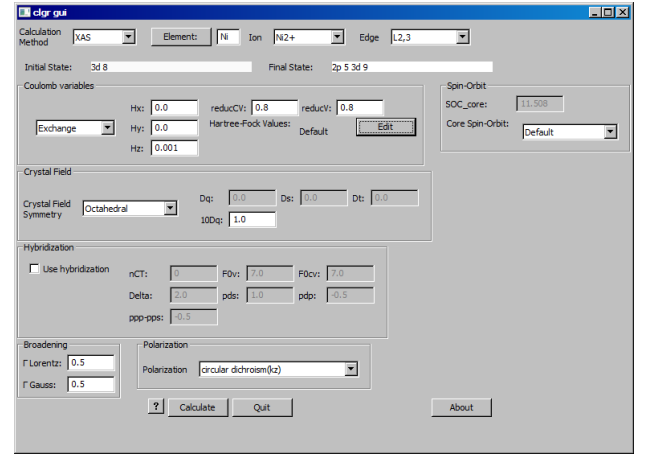 clgr gui
Calculation Method XAS Element: Ni Ion Ni2+ Edge L2,3
Initial State: 3d 8 Final State: 2p 5 3d 9
Coulomb variables
Exchange
Hx: 0.0 reducCV: 0.8 reducV: 0.8
Hy: 0.0 Hartree-Fock Values: Default Edit
Hz: 0.001
Spin-Orbit
SOC_core: 11.508
Core Spin-Orbit: Default
Crystal Field
Crystal Field Symmetry Octahedral
Dq: 0.0 Ds: 0.0 Dt: 0.0
10Dq: 1.0
Hybridization
Use hybridization
nCT: 0 F0v: 7.0 F0cv: 7.0
Delta: 2.0 pds: 1.0 pdp: -0.5
ppp-pps: -0.5
Broadening
Γ Lorentz: 0.5
Γ Gauss: 0.5
Polarization
Polarization circular dichroism(kz)
? Calculate Quit About